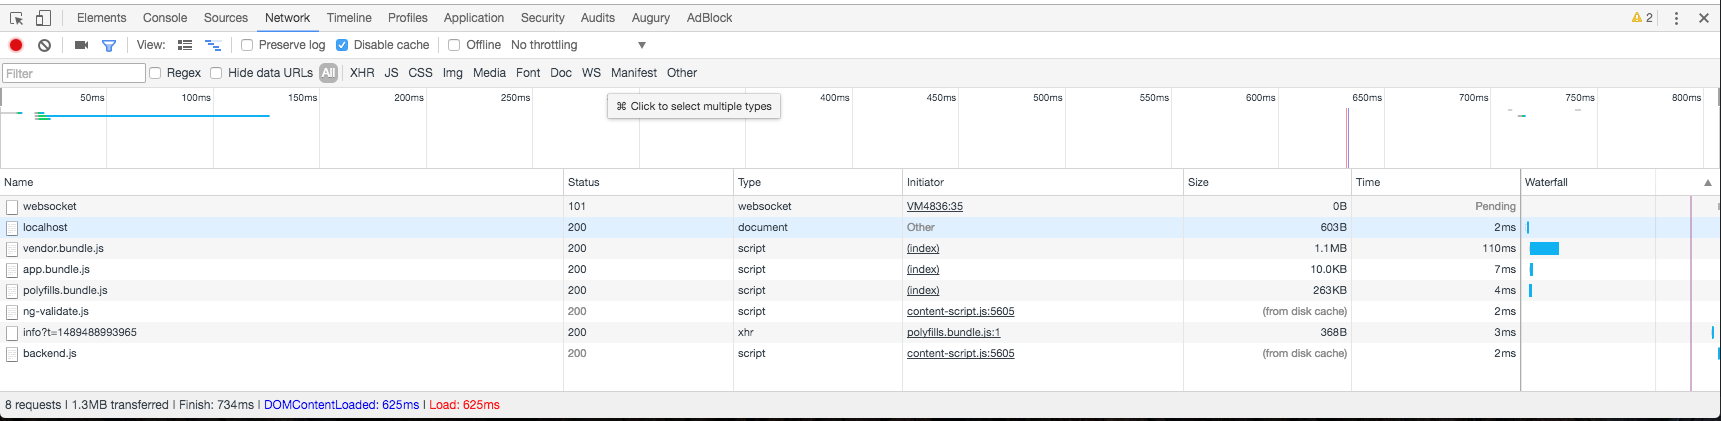 Elements Console Sources Network Timeline Profiles Application Security Audits Augury AdBlock 2
View: Preserve log Disable cache Offline No throttling
Filter Regex Hide data URLs All XHR JS CSS Img Media Font Doc WS Manifest Other
50ms 100ms 150ms 200ms 250ms 400ms 450ms 500ms 550ms 600ms 650ms 700ms 750ms 800ms
⌘ Click to select multiple types
Name Status Type Initiator Size Time Waterfall
websocket 101 websocket VM4836:35 0B Pending
localhost 200 document Other 603B 2ms
vendor.bundle.js 200 script (index) 1.1MB 110ms
app.bundle.js 200 script (index) 10.0KB 7ms
polyfills.bundle.js 200 script (index) 263KB 4ms
ng-validate.js 200 script content-script.js:5605 (from disk cache) 2ms
info?t=1489488993965 200 xhr polyfills.bundle.js:1 368B 3ms
backend.js 200 script content-script.js:5605 (from disk cache) 2ms
8 requests | 1.3MB transferred | Finish: 734ms | DOMContentLoaded: 625ms | Load: 625ms